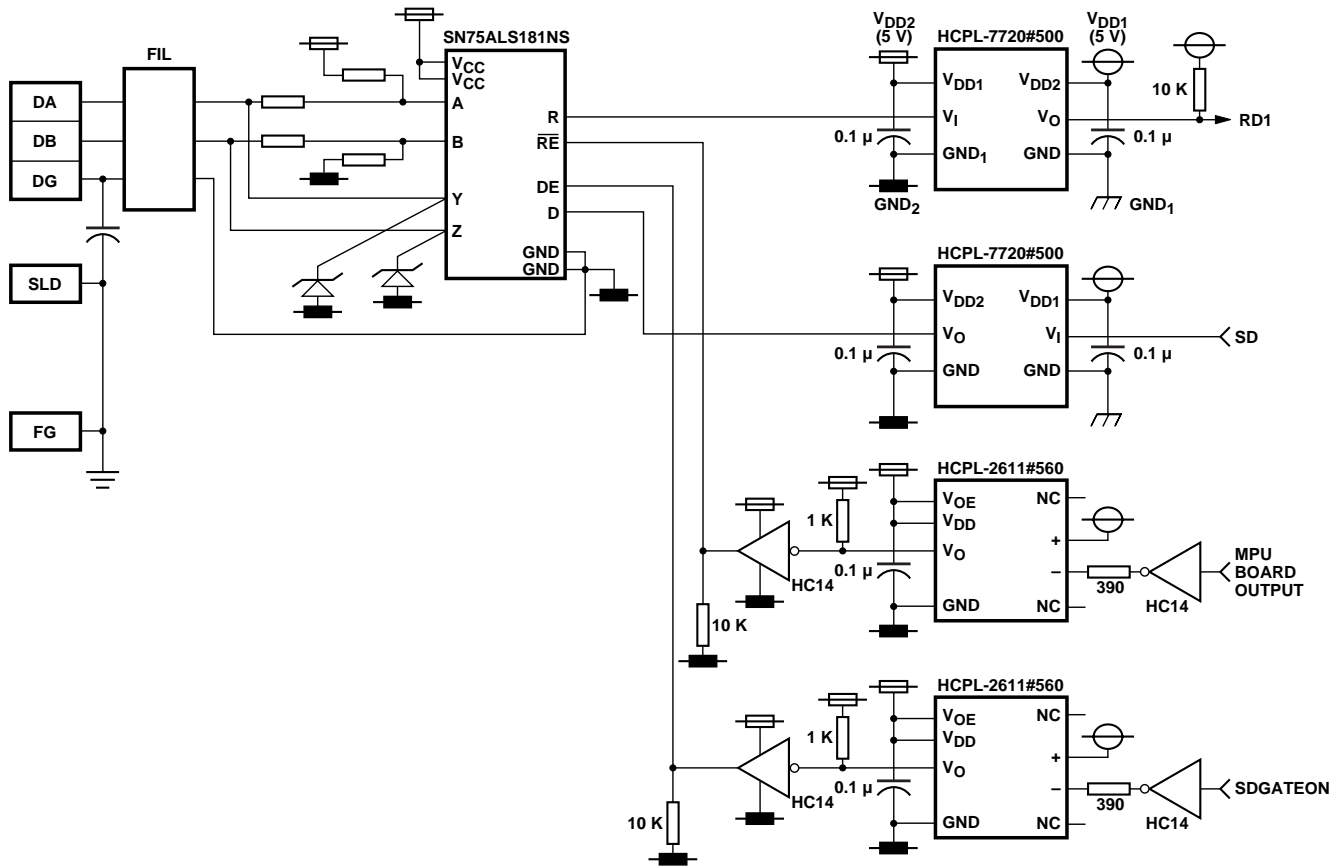 SN75ALS181NS
FIL
DA
DB
DG
SLD
FG
VCC
VCC
A
B
Y
Z
R
RE
DE
D
GND
GND
VDD2
(5 V)
HCPL-7720#500
VDD1
(5 V)
VDD1
VDD2
10 K
VI
VO
RD1
0.1 µ
0.1 µ
GND1
GND
GND2
GND1
HCPL-7720#500
VDD2
VDD1
VO
VI
SD
0.1 µ
0.1 µ
GND
GND
HCPL-2611#560
VOE
NC
1 K
VDD
+
VO
–
MPU
BOARD
OUTPUT
HC14
0.1 µ
390
HC14
GND
NC
10 K
HCPL-2611#560
VOE
NC
1 K
VDD
+
VO
–
SDGATEON
HC14
0.1 µ
390
HC14
GND
NC
10 K